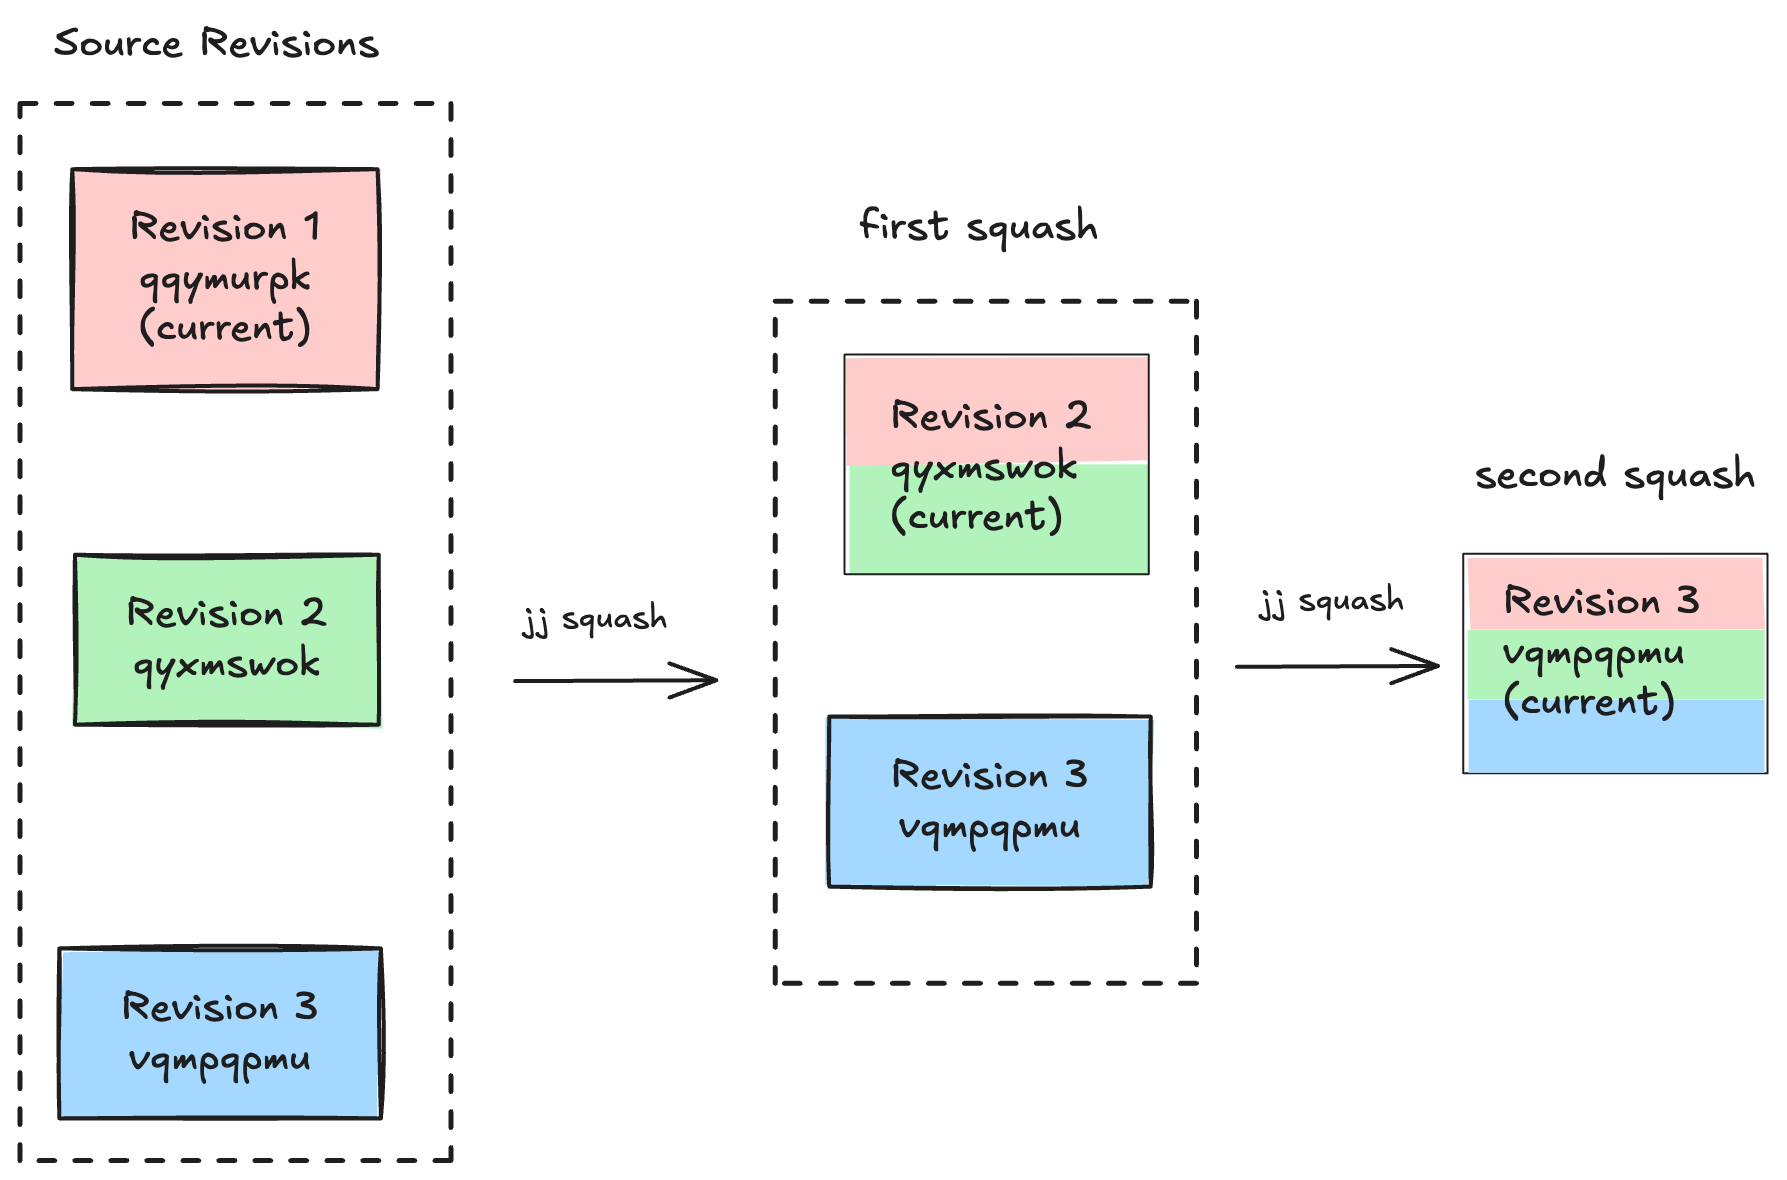 Source Revisions
Revision 1
qqymurpk
(current)
Revision 2
qyxmswok
Revision 3
vqmpqpmu
jj squash
first squash
Revision 2
qyxmswok
(current)
Revision 3
vqmpqpmu
jj squash
second squash
Revision 3
vqmpqpmu
(current)